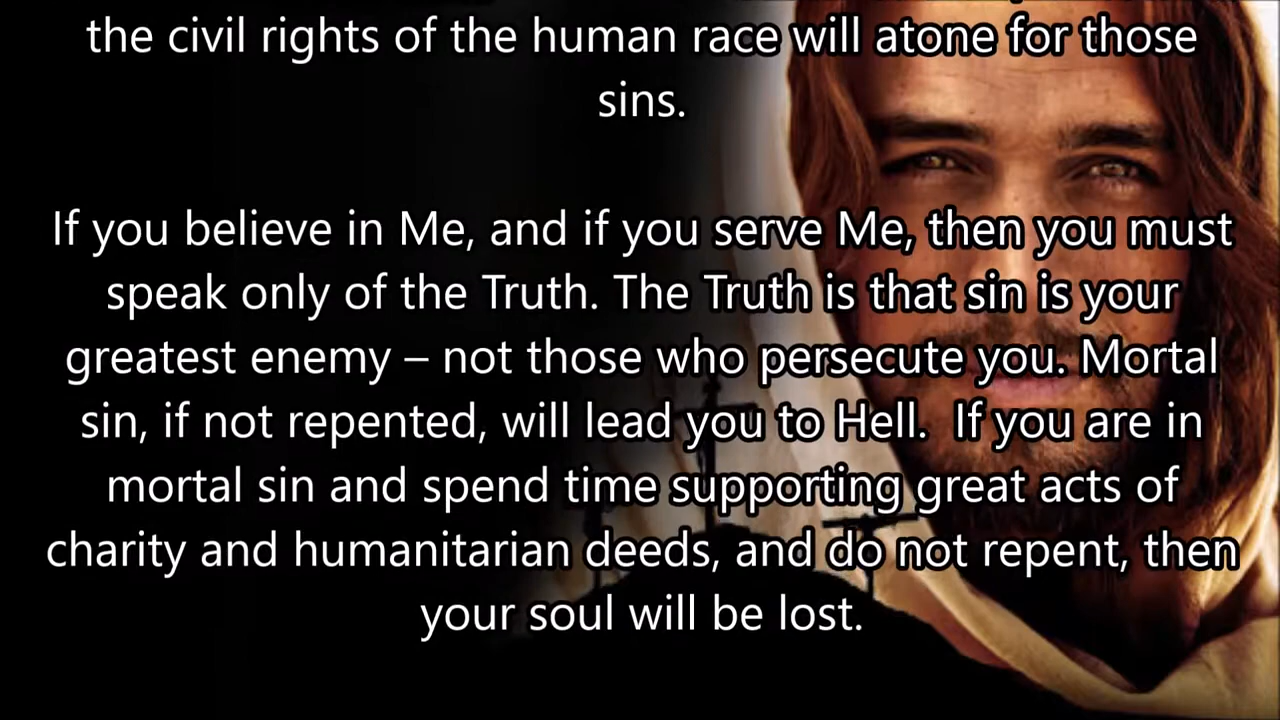 the civil rights of the human race will atone for those
sins.
If you believe in Me, and if you serve Me, then you must
speak only of the Truth. The Truth is that sin is your
greatest enemy – not those who persecute you. Mortal
sin, if not repented, will lead you to Hell.  If you are in
mortal sin and spend time supporting great acts of
charity and humanitarian deeds, and do not repent, then
your soul will be lost.